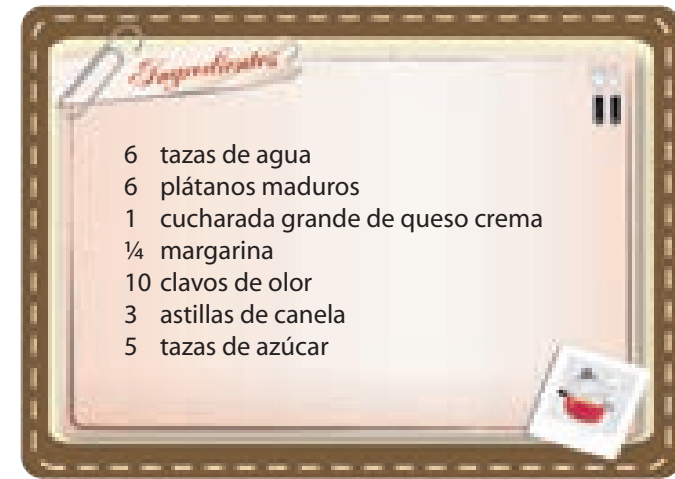 Ingredientes
6 tazas de agua
6 plátanos maduros
1 cucharada grande de queso crema
¼ margarina
10 clavos de olor
3 astillas de canela
5 tazas de azúcar